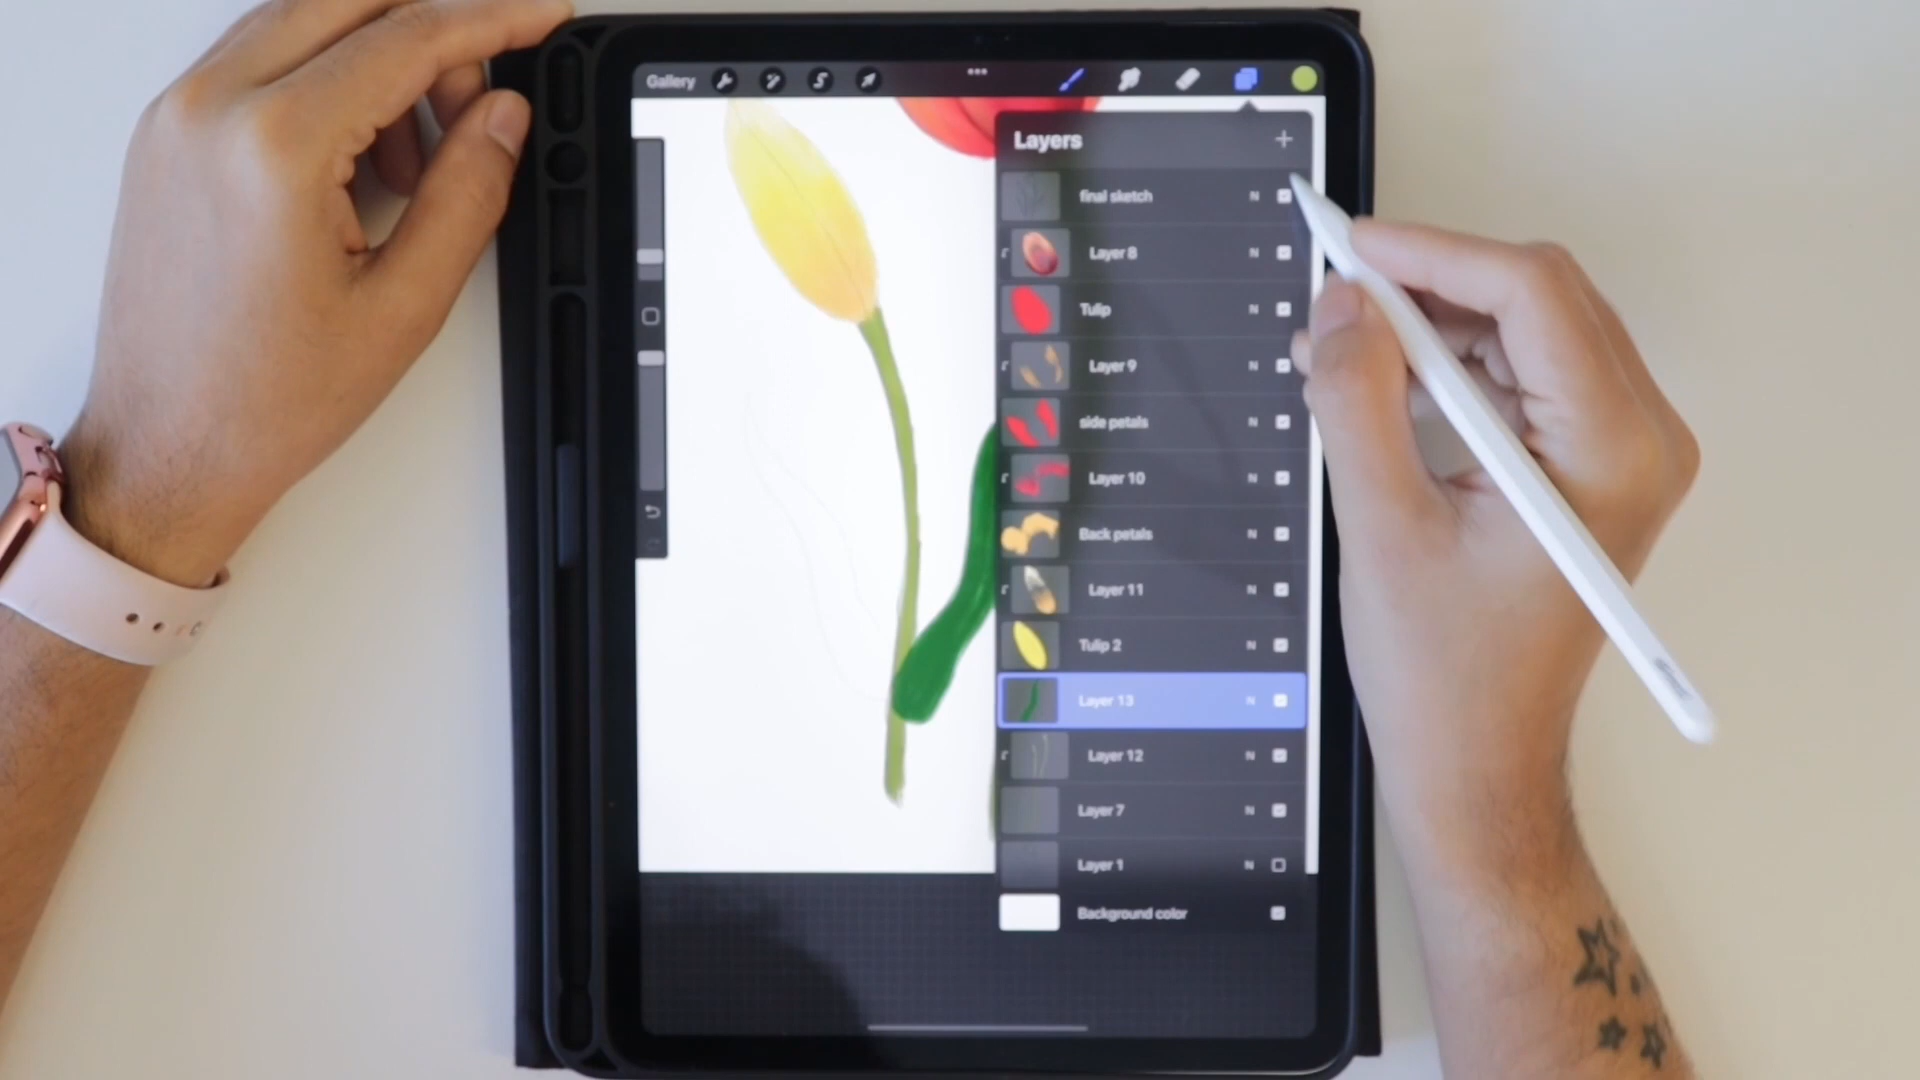 Gallery
Layers
final sketch N
Layer 8 N
Tulip N
Layer 9 N
side petals N
Layer 10 N
Back petals N
Layer 11 N
Tulip 2 N
Layer 13 N
Layer 12 N
Layer 7 N
Layer 1 N
Background color